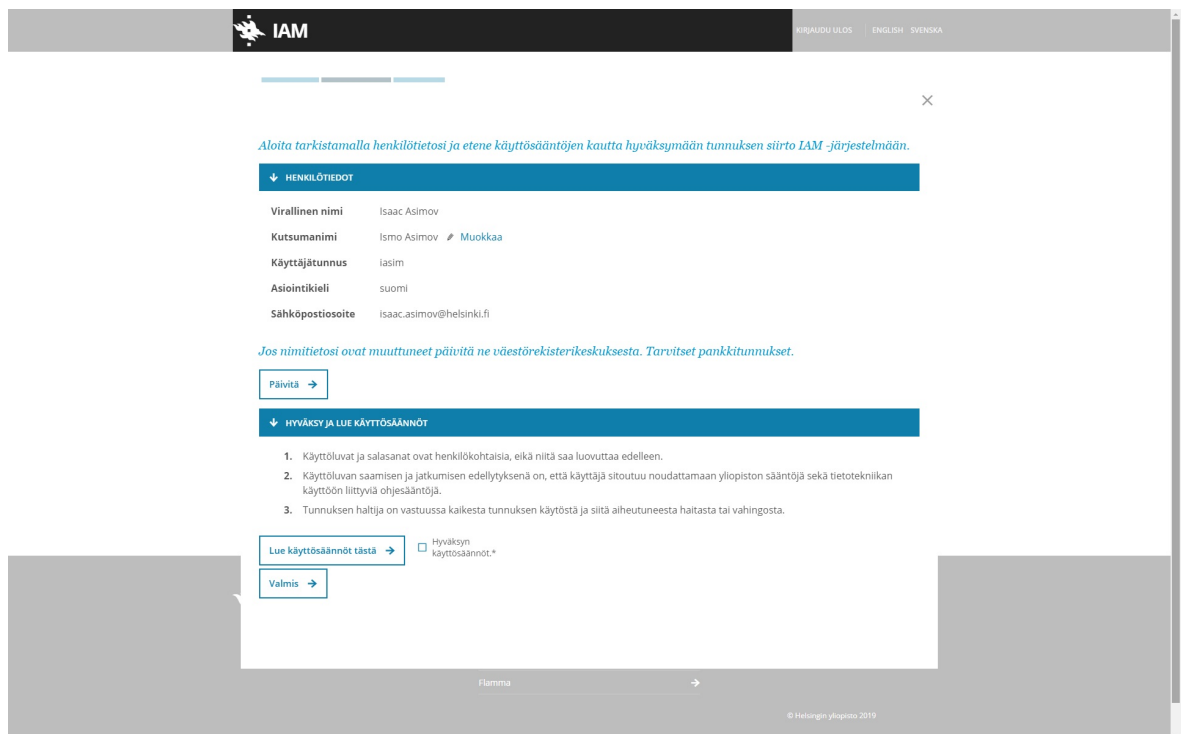 IAM
KIRJAUDU ULOS ENGLISH SVENSKA
Aloita tarkistamalla henkilötietosi ja etene käyttösääntöjen kautta hyväksymään tunnuksen siirto IAM -järjestelmään.
HENKILÖTIEDOT
Virallinen nimi Isaac Asimov
Kutsumanimi Ismo Asimov Muokkaa
Käyttäjätunnus iasim
Asiointikieli suomi
Sähköpostiosoite isaac.asimov@helsinki.fi
Jos nimitietosi ovat muuttuneet päivitä ne väestörekisterikeskuksesta. Tarvitset pankkitunnukset.
Päivitä
HYVÄKSY JA LUE KÄYTTÖSÄÄNNÖT
1. Käyttöluvat ja salasanat ovat henkilökohtaisia, eikä niitä saa luovuttaa edelleen.
2. Käyttöluvan saamisen ja jatkumisen edellytyksenä on, että käyttäjä sitoutuu noudattamaan yliopiston sääntöjä sekä tietotekniikan
käyttöön liittyviä ohjesääntöjä.
3. Tunnuksen haltija on vastuussa kaikesta tunnuksen käytöstä ja siitä aiheutuneesta haitasta tai vahingosta.
Lue käyttösäännöt tästä
Hyväksyn
käyttösäännöt.*
Valmis
Flamma
© Helsingin yliopisto 2019